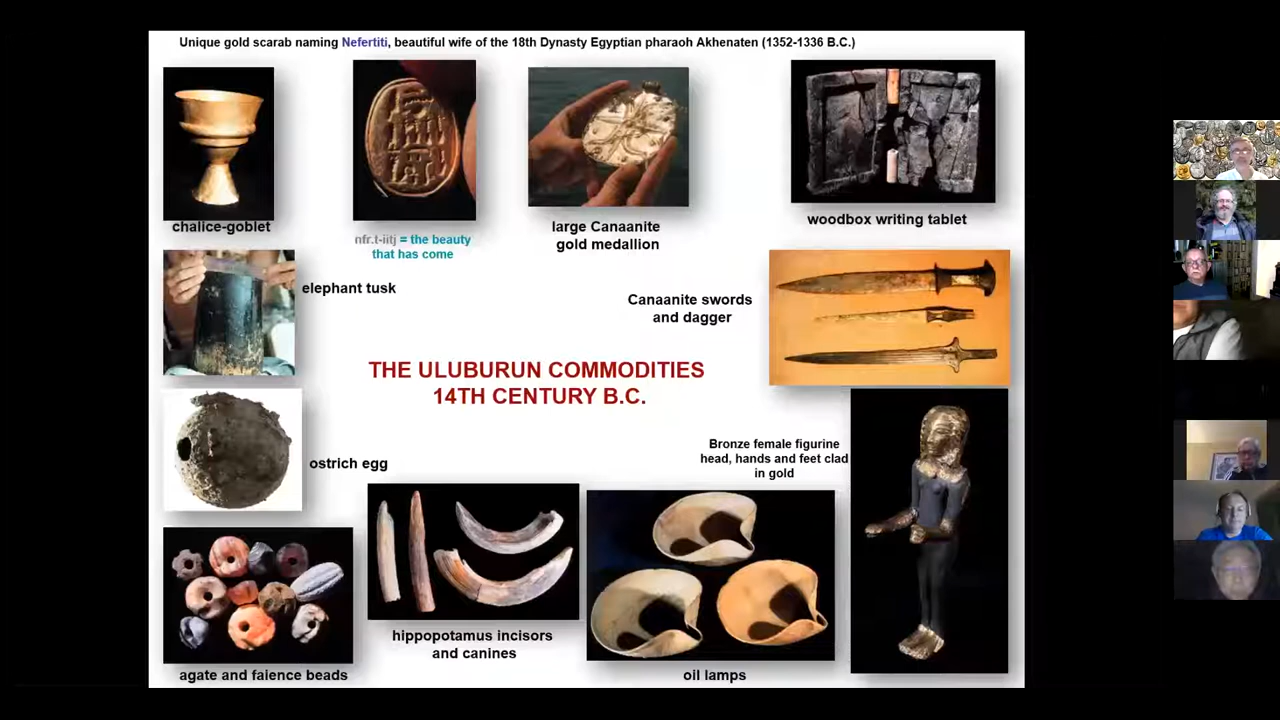 Unique gold scarab naming Nefertiti, beautiful wife of the 18th Dynasty Egyptian pharaoh Akhenaten (1352-1336 B.C.)
chalice-goblet
nfr.t-iitj = the beauty
that has come
large Canaanite
gold medallion
woodbox writing tablet
elephant tusk
Canaanite swords
and dagger
THE ULUBURUN COMMODITIES
14TH CENTURY B.C.
ostrich egg
Bronze female figurine
head, hands and feet clad
in gold
hippopotamus incisors
and canines
agate and faience beads
oil lamps